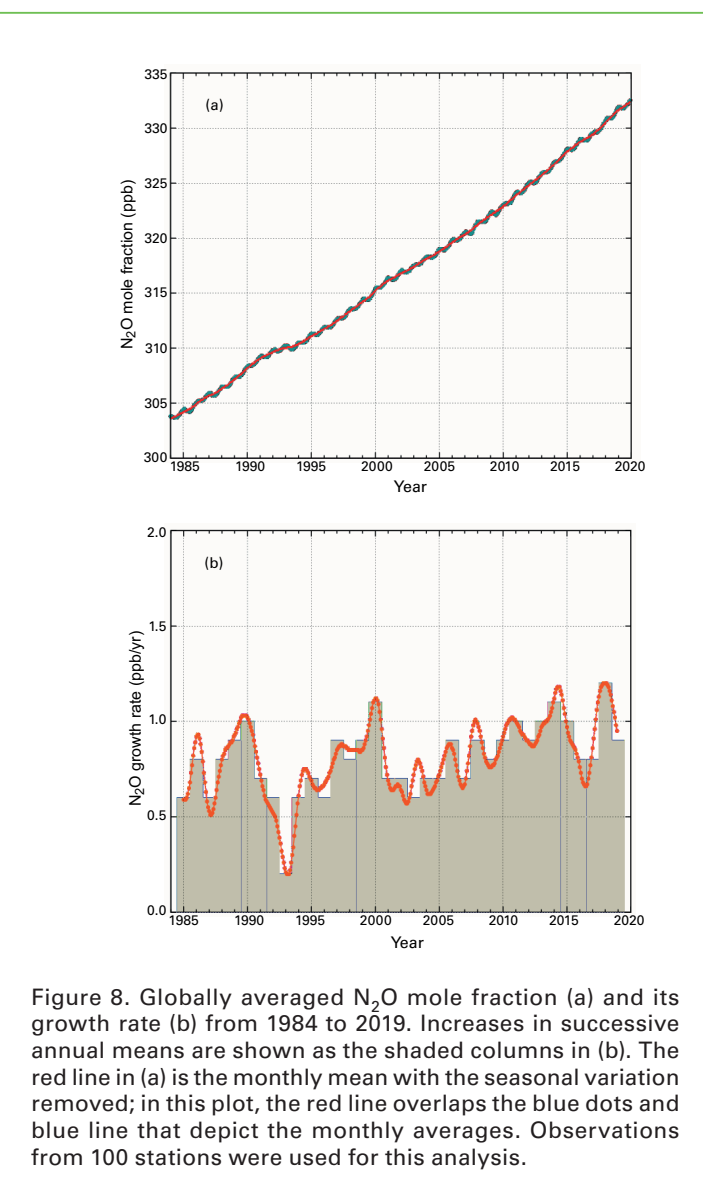 335
(a)
330
325
320
315
310
305
300
N₂O mole fraction (ppb)
1985 1990 1995 2000 2005 2010 2015 2020
Year
2.0
(b)
1.5
1.0
0.5
0.0
N₂O growth rate (ppb/yr)
1985 1990 1995 2000 2005 2010 2015 2020
Year
Figure 8. Globally averaged N₂O mole fraction (a) and its
growth rate (b) from 1984 to 2019. Increases in successive
annual means are shown as the shaded columns in (b). The
red line in (a) is the monthly mean with the seasonal variation
removed; in this plot, the red line overlaps the blue dots and
blue line that depict the monthly averages. Observations
from 100 stations were used for this analysis.